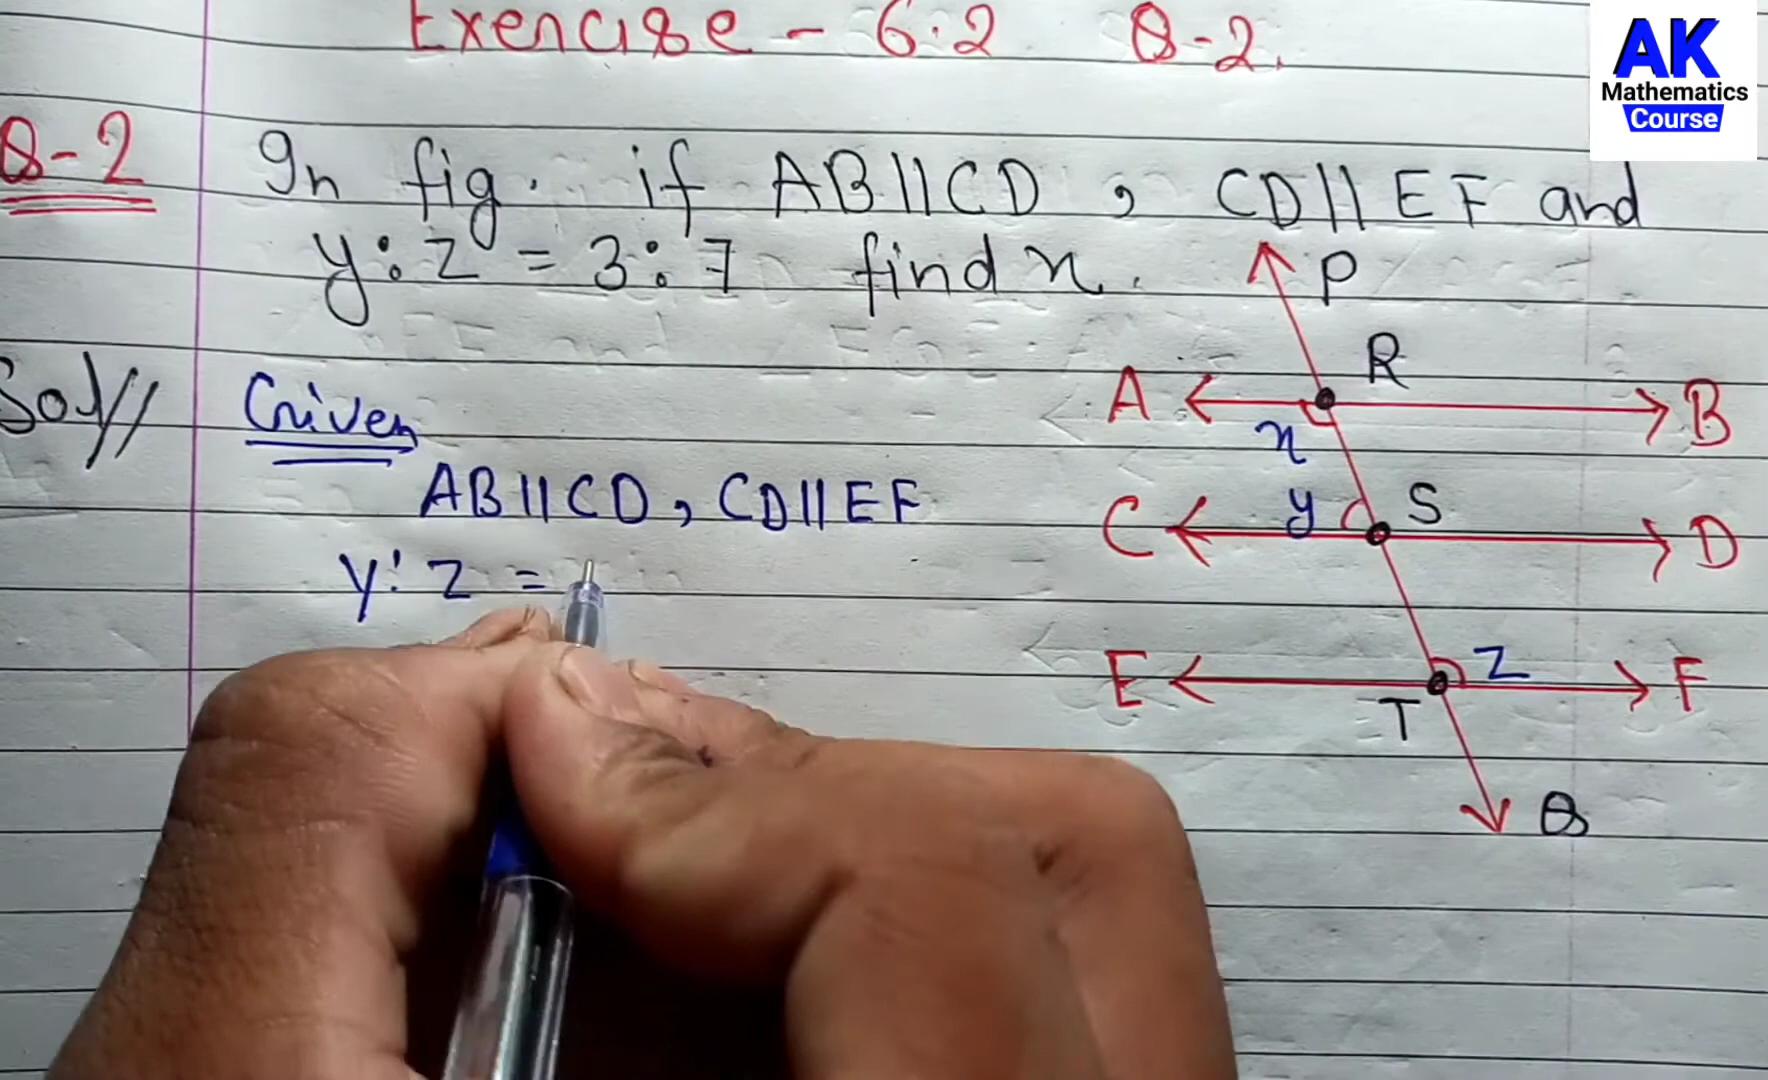 Exercise - 6.2 Q-2.
AK
Mathematics
Course
Q-2 In fig. if AB||CD, CD||EF and
y:z = 3:7 find x.
P
Sol// Given
R
A B
x
AB||CD, CD||EF
y S
C D
y:z =
z
E F
T
Q